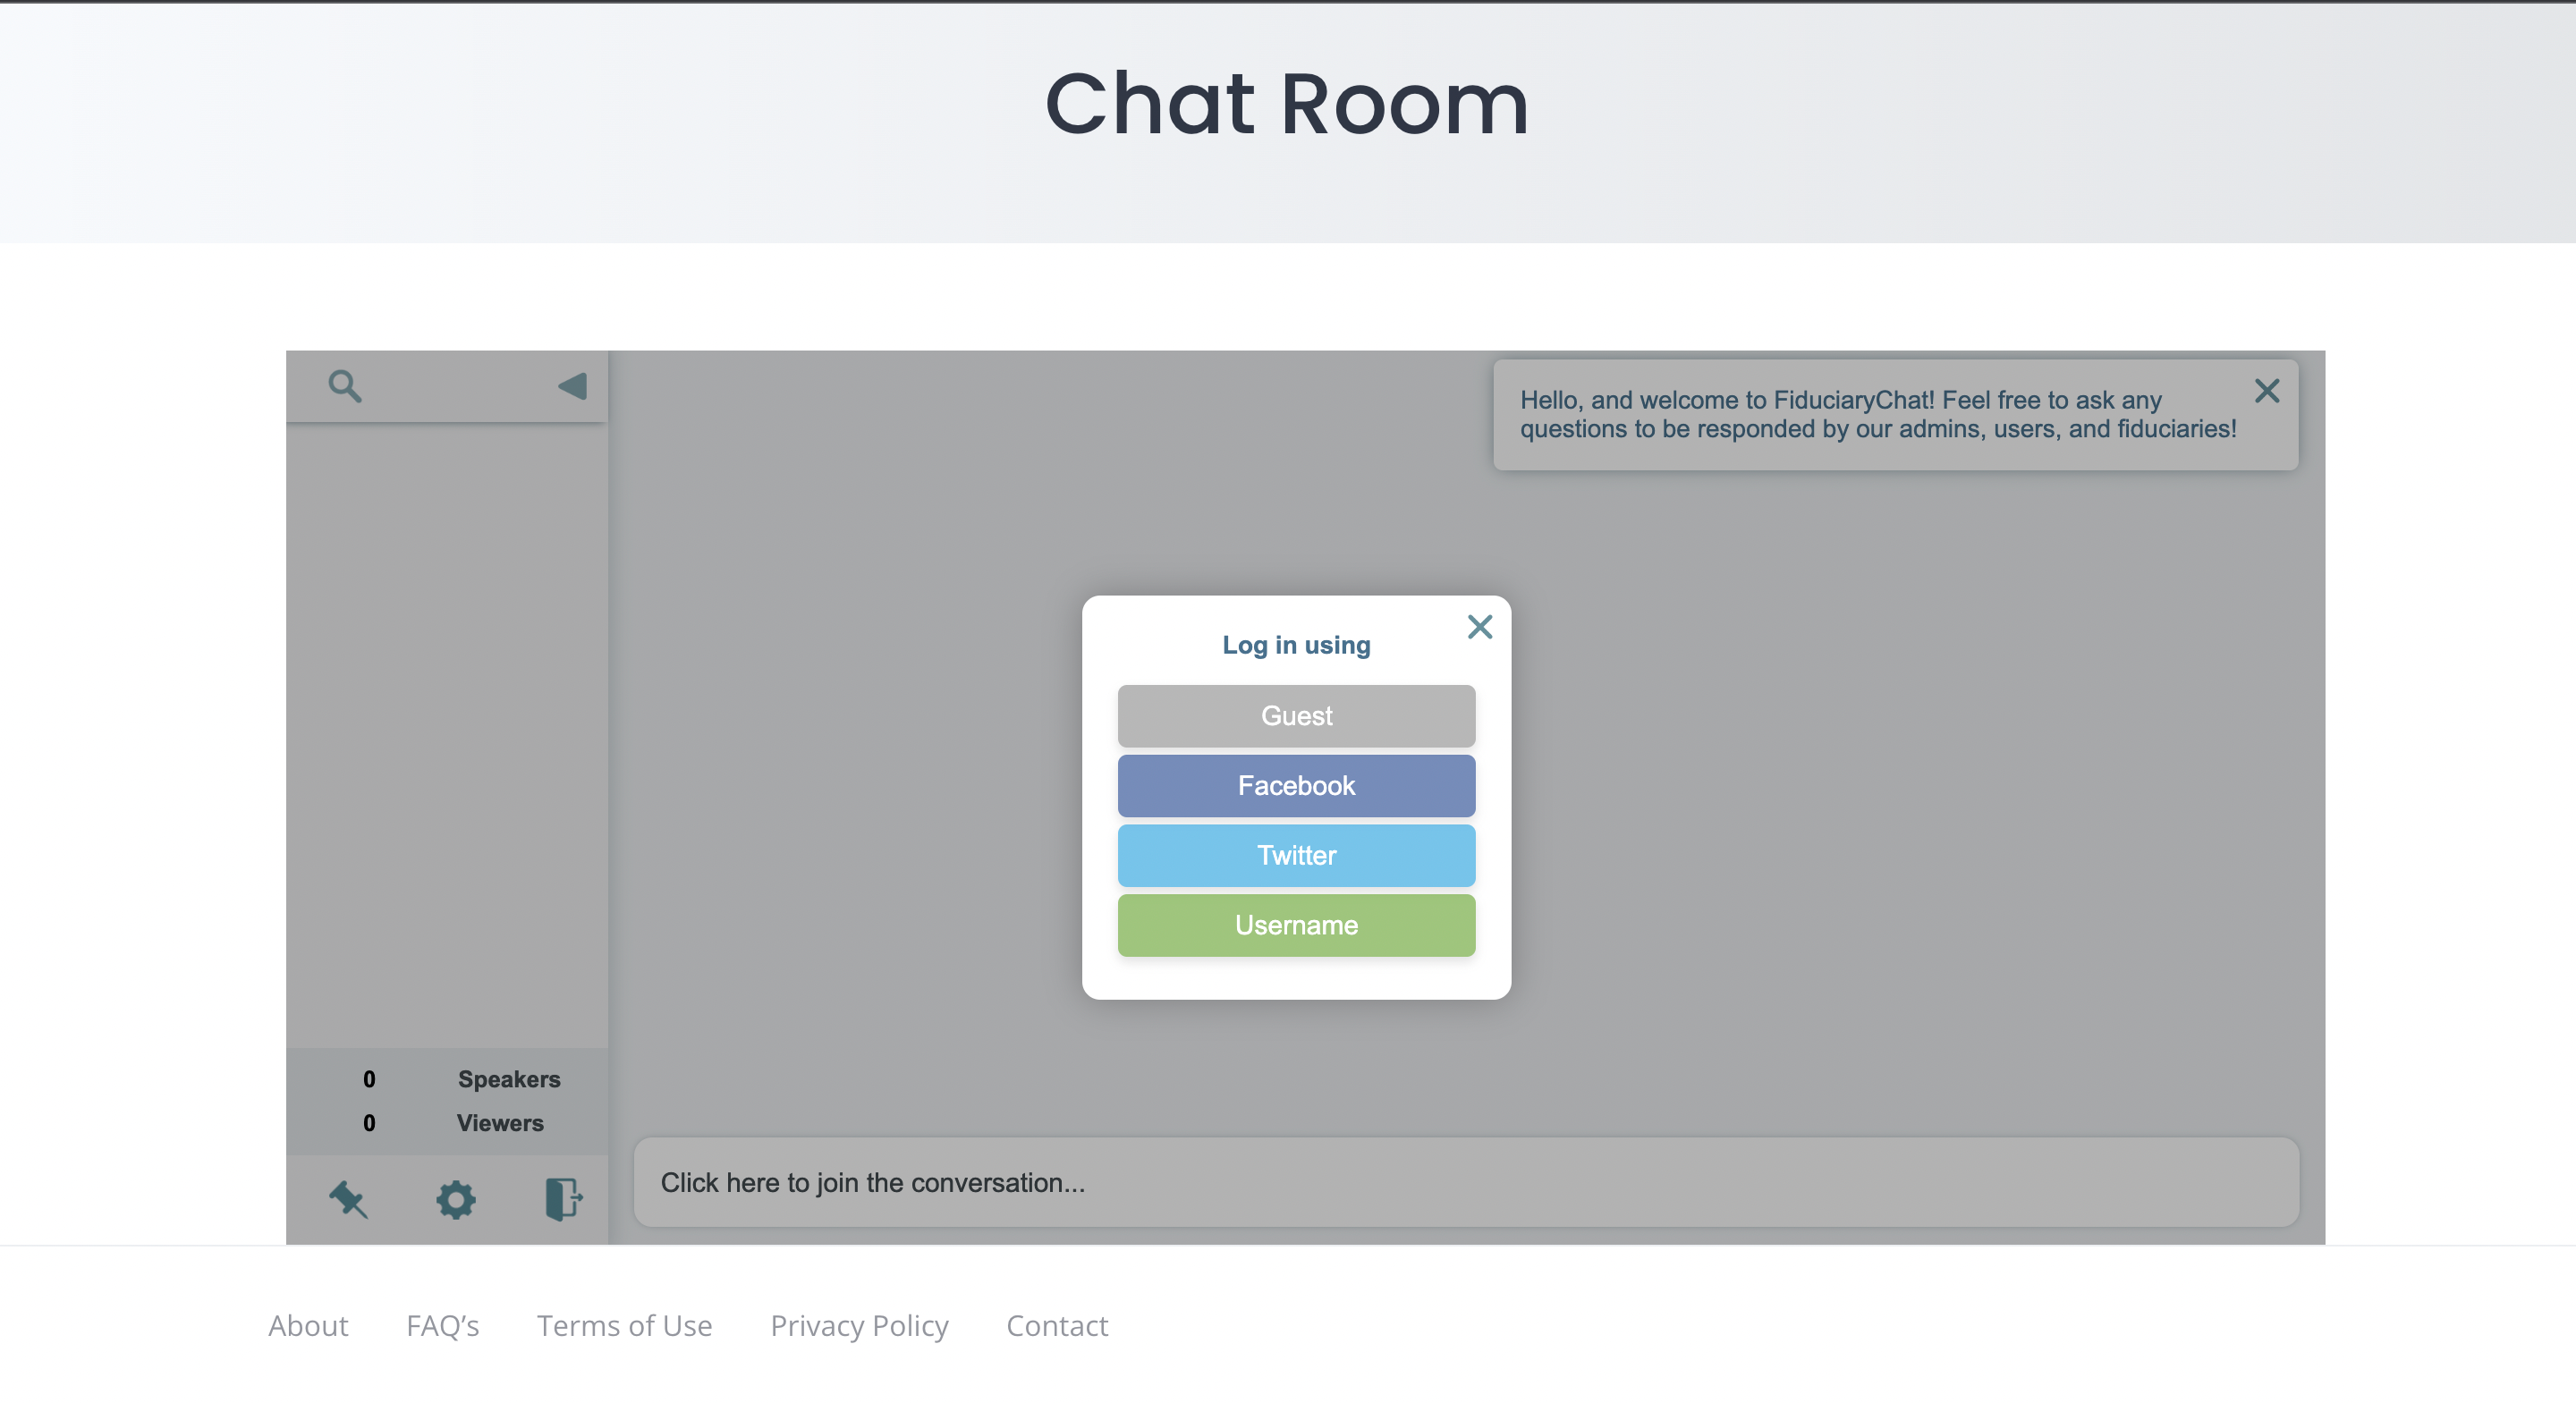 Chat Room
Hello, and welcome to FiduciaryChat! Feel free to ask any
questions to be responded by our admins, users, and fiduciaries!
Log in using
Guest
Facebook
Twitter
Username
0 Speakers
0 Viewers
Click here to join the conversation...
About FAQ’s Terms of Use Privacy Policy Contact